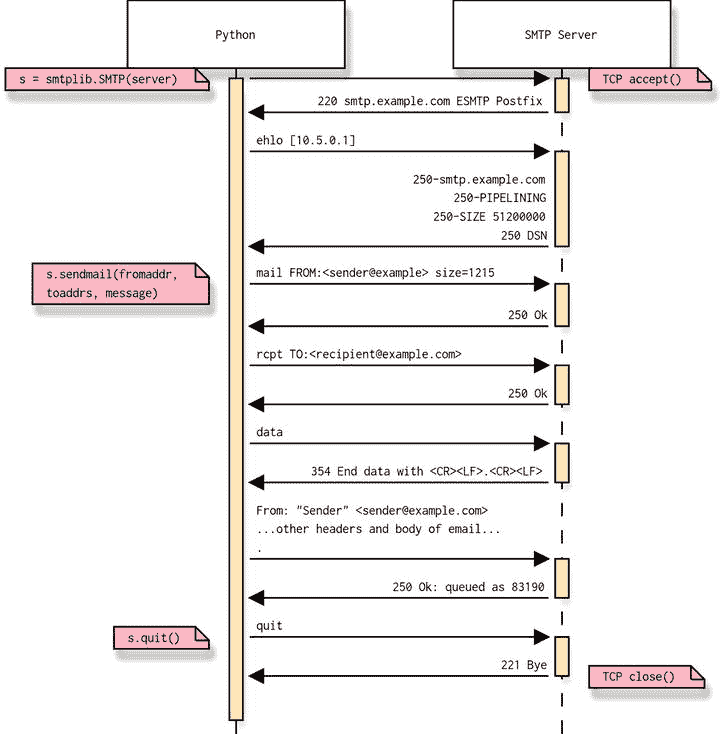 Python
SMTP Server
s = smtplib.SMTP(server)
TCP accept()
220 smtp.example.com ESMTP Postfix
ehlo [10.5.0.1]
250-smtp.example.com
250-PIPELINING
250-SIZE 51200000
250 DSN
s.sendmail(fromaddr,
toaddrs, message)
mail FROM:<sender@example> size=1215
250 Ok
rcpt TO:<recipient@example.com>
250 Ok
data
354 End data with <CR><LF>.<CR><LF>
From: "Sender" <sender@example.com>
...other headers and body of email...
.
250 Ok: queued as 83190
s.quit()
quit
221 Bye
TCP close()